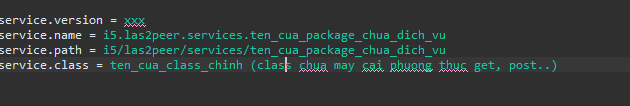 service.version = xxx
service.name = i5.las2peer.services.ten_cua_package_chua_dich_vu
service.path = i5/las2peer/services/ten_cua_package_chua_dich_vu
service.class = ten_cua_class_chinh (class chua may cai phuong thuc get, post..)